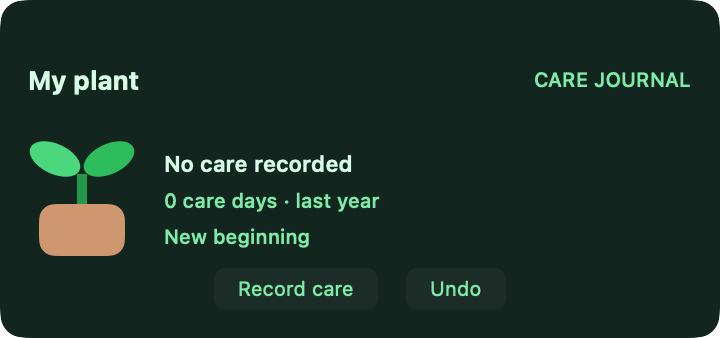 My plant
CARE JOURNAL
No care recorded
0 care days · last year
New beginning
Record care
Undo